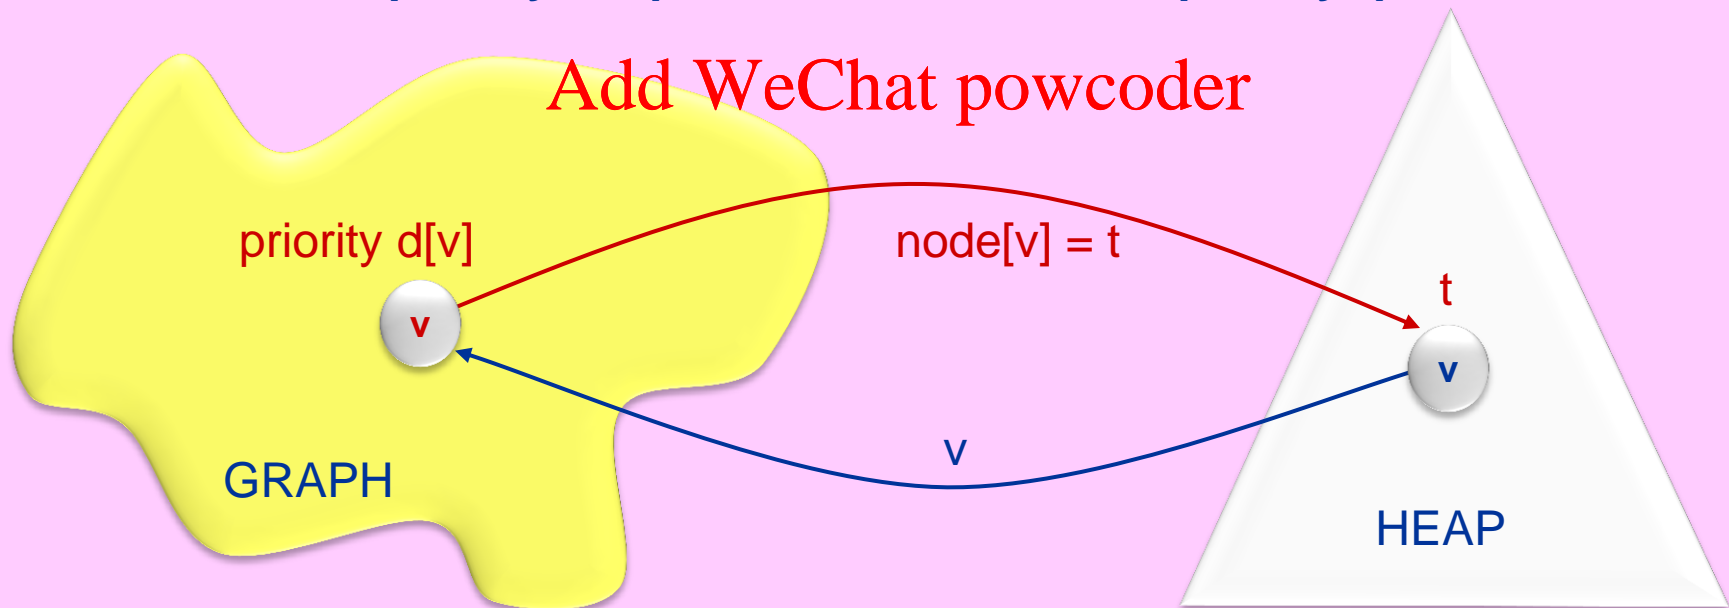 Add WeChat powcoder
priority d[v]
node[v] = t
t
v
v
v
GRAPH
HEAP